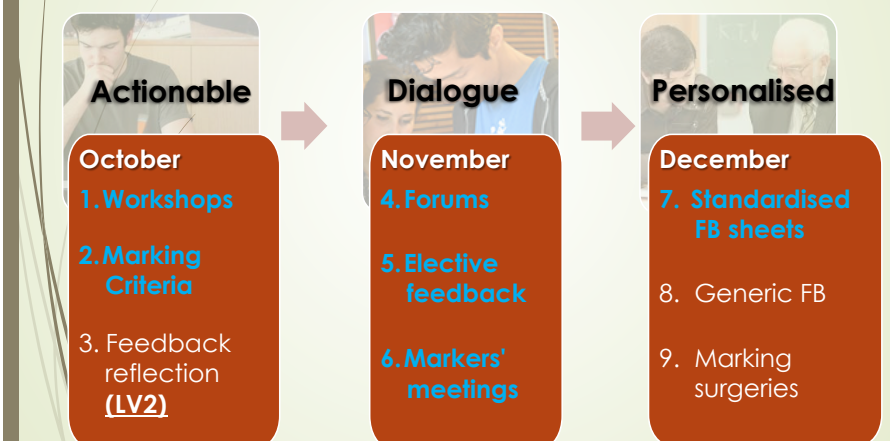 Actionable
October
1.Workshops
2.Marking
Criteria
3. Feedback
reflection
(LV2)
Dialogue
November
4.Forums
5.Elective
feedback
6.Markers'
meetings
Personalised
December
7. Standardised
FB sheets
8. Generic FB
9. Marking
surgeries